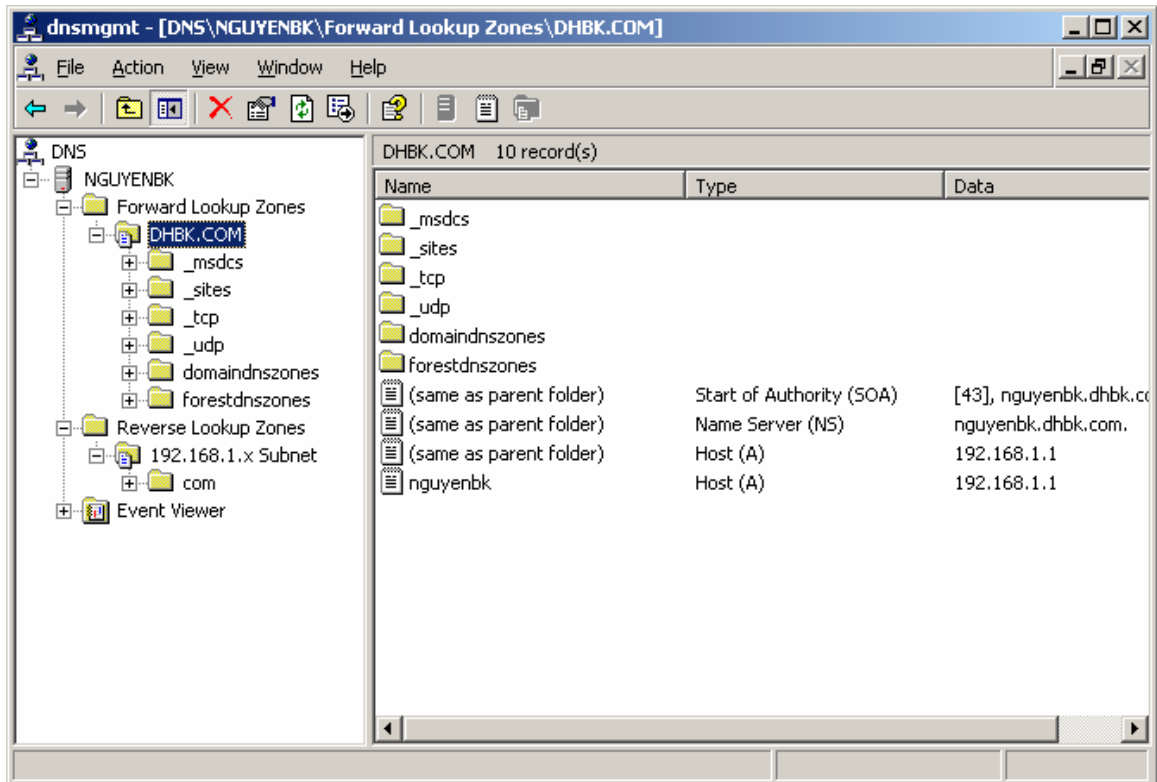 dnsmgmt - [DNS\NGUYENBK\Forward Lookup Zones\DHBK.COM]
File Action View Window Help
DNS
NGUYENBK
Forward Lookup Zones
DHBK.COM
_msdcs
_sites
_tcp
_udp
domaindnszones
forestdnszones
Reverse Lookup Zones
192.168.1.x Subnet
com
Event Viewer
DHBK.COM 10 record(s)
Name Type Data
_msdcs
_sites
_tcp
_udp
domaindnszones
forestdnszones
(same as parent folder) Start of Authority (SOA) [43], nguyenbk.dhbk.co
(same as parent folder) Name Server (NS) nguyenbk.dhbk.com.
(same as parent folder) Host (A) 192.168.1.1
nguyenbk Host (A) 192.168.1.1